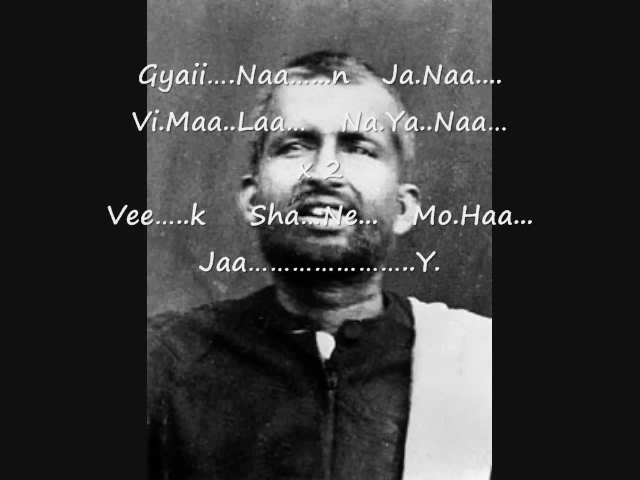 Gyaii....Naa......n Ja.Naa....
Vi.Maa..Laa... Na.Ya..Naa...
x 2
Vee.....k Sha...Ne... Mo.Haa...
Jaa.......................Y.